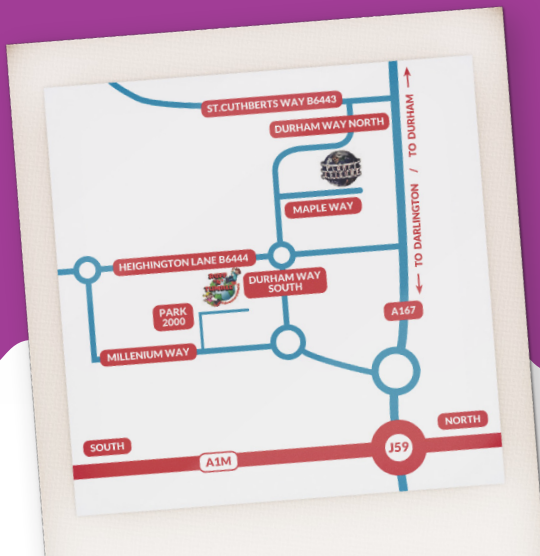 ST.CUTHBERTS WAY B6443
DURHAM WAY NORTH
MAPLE WAY
TO DARLINGTON / TO DURHAM
HEIGHINGTON LANE B6444
DURHAM WAY
SOUTH
PARK
2000
A167
MILLENIUM WAY
NORTH
SOUTH
J59
A1M